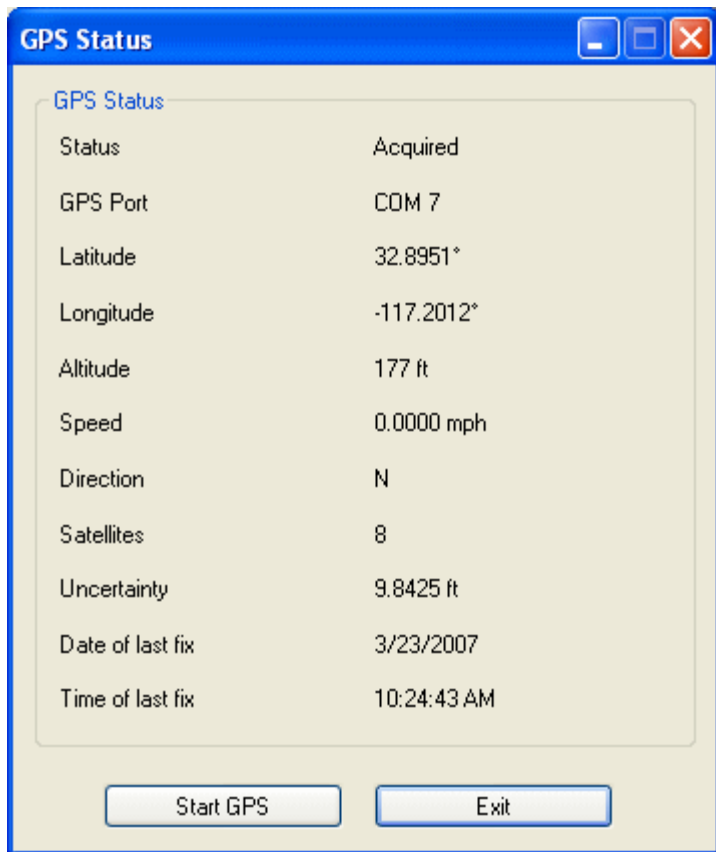 GPS Status
GPS Status
Status Acquired
GPS Port COM 7
Latitude 32.8951°
Longitude -117.2012°
Altitude 177 ft
Speed 0.0000 mph
Direction N
Satellites 8
Uncertainty 9.8425 ft
Date of last fix 3/23/2007
Time of last fix 10:24:43 AM
Start GPS Exit